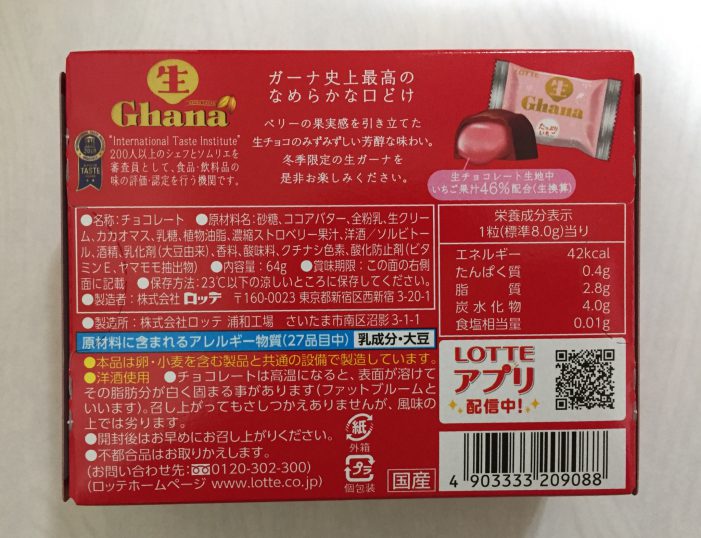 生
Ghana
"International Taste Institute"
200人以上のシェフとソムリエを
審査員として、食品・飲料品の
味の評価・認定を行う機関です。
TASTE
ガーナ史上最高の
なめらかな口どけ
ベリーの果実感を引き立てた
生チョコのみずみずしい芳醇な味わい。
冬季限定の生ガーナを
是非お楽しみください。
LOTTE
生
Ghana
たっぷり
いちご
生チョコレート生地中
いちご果汁46%配合(生換算)
●名称:チョコレート ●原材料名:砂糖、ココアバター、全粉乳、生クリー
ム、カカオマス、乳糖、植物油脂、濃縮ストロベリー果汁、洋酒/ソルビトー
ル、酒精、乳化剤(大豆由来)、香料、酸味料、クチナシ色素、酸化防止剤(ビタ
ミンE、ヤマモモ抽出物) ●内容量:64g ●賞味期限:この面の右側
面に記載 ●保存方法:23℃以下の涼しいところに保存してください。
●製造者:株式会社 ロッテ 〒160-0023 東京都新宿区西新宿 3-20-1
●製造所:株式会社ロッテ 浦和工場 さいたま市南区沼影 3-1-1
原材料に含まれるアレルギー物質(27品目中) 乳成分・大豆
●本品は卵・小麦を含む製品と共通の設備で製造しています。
●洋酒使用 ●チョコレートは高温になると、表面が溶けて
その脂肪分が白く固まる事があります(ファットブルームと
いいます)。召し上がってもさしつかえありませんが、風味の
上では劣ります。
●開封後はお早めにお召し上がりください。
●不都合品はお取りかえします。
(お問い合わせ先:0120-302-300)
(ロッテホームページ www.lotte.co.jp)
紙
外箱
プラ
個包装
国産
栄養成分表示
1粒(標準8.0g)当り
エネルギー 42kcal
たんぱく質 0.4g
脂質 2.8g
炭水化物 4.0g
食塩相当量 0.01g
LOTTE
アプリ
配信中!
4 903333 209088